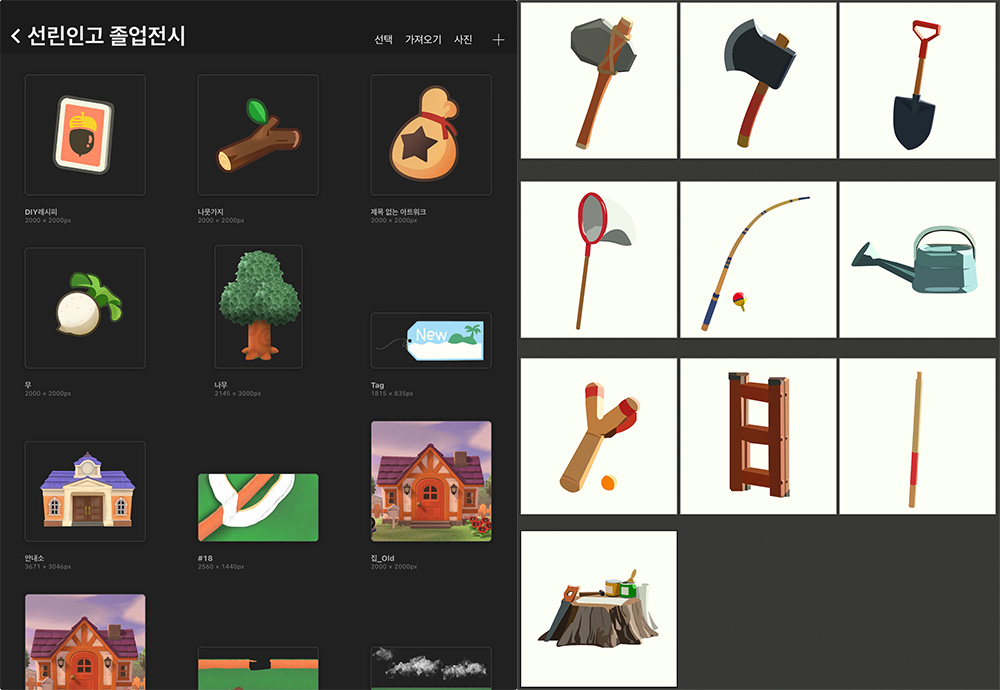 선린인고 졸업전시
선택 가져오기 사진
DIY레시피
2000 × 2000px
나뭇가지
2000 × 2000px
제목 없는 아트워크
2000 × 2000px
무
2000 × 2000px
나무
2145 × 3000px
New
Tag
1815 × 835px
안내소
3671 × 3046px
#18
2560 × 1440px
집_Old
2000 × 2000px